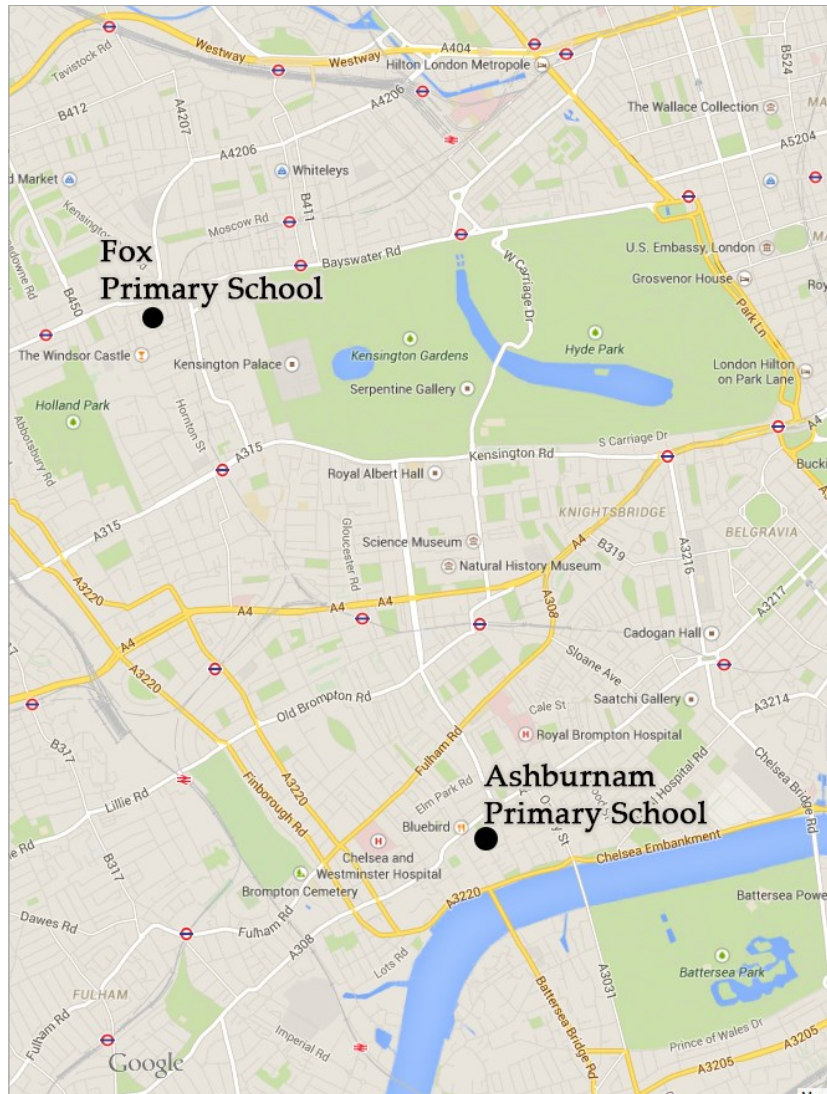 Tavistock Rd
Westway
Westway
A404
Hilton London Metropole
B524
B412
A4207
A4206
The Wallace Collection
A4206
A5204
Whiteleys
d Market
B411
Moscow Rd
U.S. Embassy, London
Fox
Primary School
Bayswater Rd
W Carriage Dr
Grosvenor House
Roy
B450
Park Ln
The Windsor Castle
Kensington Palace
Kensington Gardens
Hyde Park
London Hilton
on Park Lane
Serpentine Gallery
Holland Park
Abbotsbury Rd
Hornton St
A4
A315
S Carriage Dr
Kensington Rd
Royal Albert Hall
Bucki
A315
KNIGHTSBRIDGE
Gloucester Rd
Science Museum
A4
B319
BELGRAVIA
A3216
Natural History Museum
A3220
A4
A4
A4
A308
A3217
A4
Cadogan Hall
A3220
Sloane Ave
Old Brompton Rd
Cale St
Saatchi Gallery
A3214
B317
Royal Brompton Hospital
Fulham Rd
Chelsea Bridge Rd
Finborough Rd
A3220
Elm Park Rd
l Hospital Rd
Ashburnam
Primary School
Lillie Rd
Bluebird
Chelsea and
Westminster Hospital
Chelsea Embankment
B317
Brompton Cemetery
A3220
Battersea Powe
Dawes Rd
Fulham Rd
A308
Lots Rd
A3031
Battersea Park
FULHAM
Battersea Bridge Rd
Fulham Rd
Imperial Rd
Prince of Wales Dr
Google
A3205
A3205